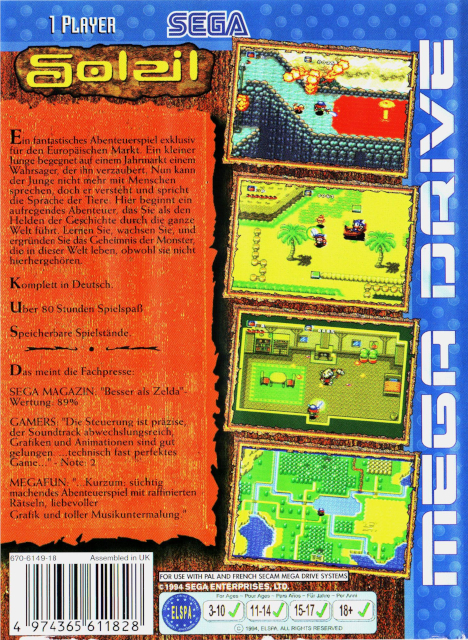 1 PLAYER
SEGA
Soleil
Ein fantastisches Abenteuerspiel exklusiv
für den Europäischen Markt. Ein kleiner
Junge begegnet auf einem Jahrmarkt einem
Wahrsager, der ihn verzaubert. Nun kann
der Junge nicht mehr mit Menschen
sprechen, doch er versteht und spricht
die Sprache der Tiere. Hier beginnt ein
aufregendes Abenteuer, das Sie als den
Helden der Geschichte durch die ganze
Welt führt. Lernen Sie, wachsen Sie, und
ergründen Sie das Geheimnis der Monster,
die in dieser Welt leben, obwohl sie nicht
hierhergehören.
Komplett in Deutsch.
Über 80 Stunden Spielspaß
Speicherbare Spielstände.
Das meint die Fachpresse:
SEGA MAGAZIN: "Besser als Zelda"-
Wertung: 89%
GAMERS: "Die Steuerung ist präzise,
der Soundtrack abwechslungsreich,
Grafiken und Animationen sind gut
gelungen ...technisch fast perfektes
Game..." - Note 2
MEGAFUN: "...Kurzum: süchtig
machendes Abenteuerspiel mit raffinierten
Rätseln, liebevoller
Grafik und toller Musikuntermalung."
MEGA DRIVE
670-6149-18
Assembled in UK
4 974365 611828
FOR USE WITH PAL AND FRENCH SECAM MEGA DRIVE SYSTEMS
©1994 SEGA ENTERPRISES, LTD.
For Ages - Pour Ages - Para Años - Für Jahre - Per Anni
ELSPA
3-10
11-14
15-17
18+
© 1994, ELSPA, ALL RIGHTS RESERVED